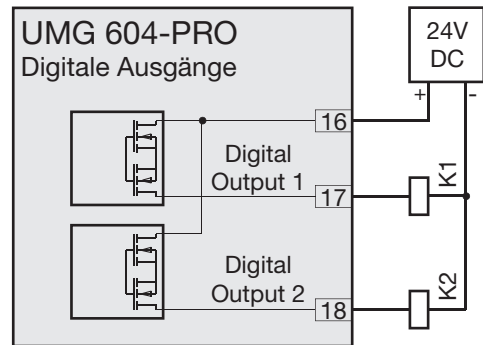 UMG 604-PRO
Digitale Ausgänge
24V
DC
+ -
16
Digital
Output 1
17
K1
Digital
Output 2
18
K2